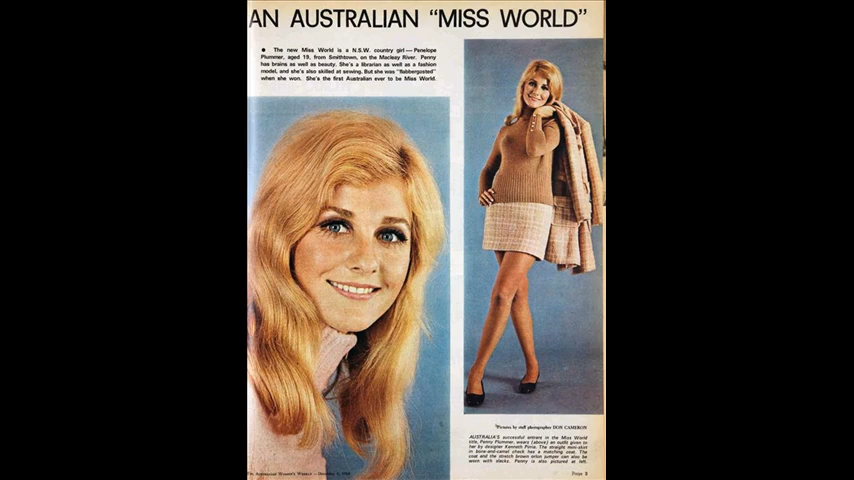 AN AUSTRALIAN “MISS WORLD”
● The new Miss World is a N.S.W. country girl — Penelope
Plummer, aged 19, from Smithtown, on the Macleay River. Penny
has brains as well as beauty. She's a librarian as well as a fashion
model, and she's also skilled at sewing. But she was "flabbergasted"
when she won. She's the first Australian ever to be Miss World.
Pictures by staff photographer DON CAMERON
AUSTRALIA'S successful entrant in the Miss World
title, Penny Plummer, wears (above) an outfit given to
her by designer Kenneth Pirrie. The straight mini-skirt
in bone-and-camel check has a matching coat. The
coat and the stretch brown orlon jumper can also be
worn with slacks. Penny is also pictured at left.
The Australian Women's Weekly — December
Page 3